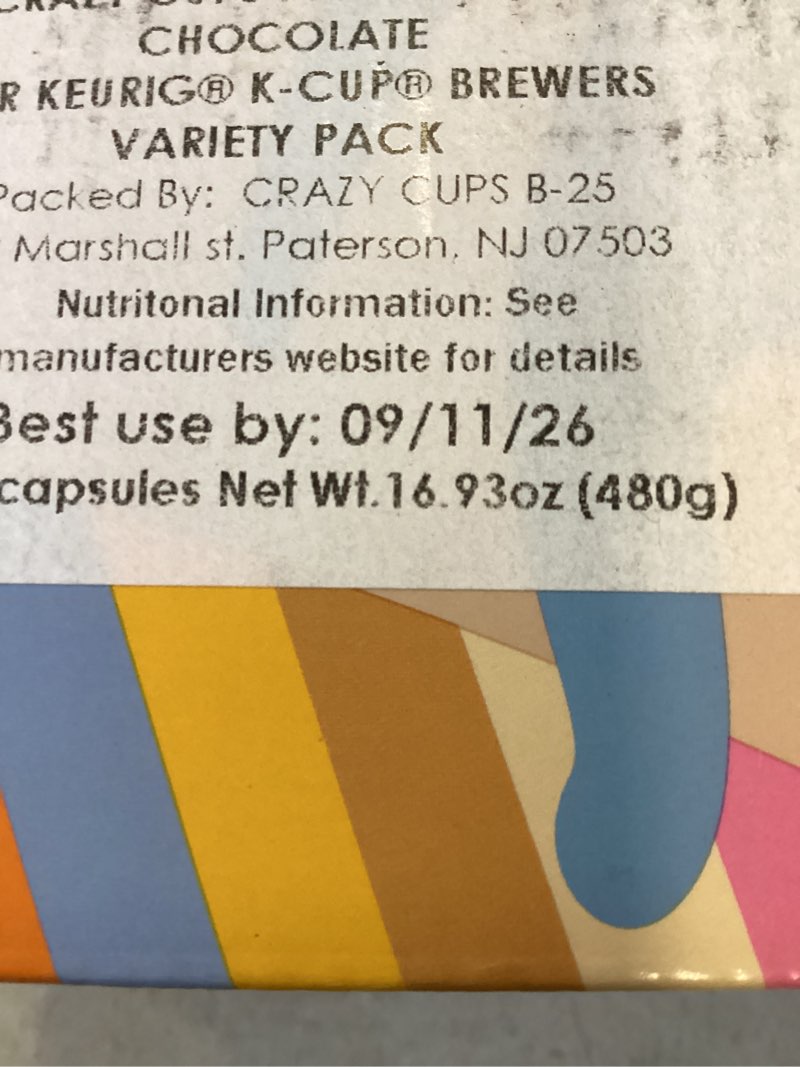 CHOCOLATE
R KEURIG® K-CUP® BREWERS
VARIETY PACK
Packed By: CRAZY CUPS B-25
Marshall st. Paterson, NJ 07503
Nutritonal Information: See
manufacturers website for details
Best use by: 09/11/26
capsules Net Wt.16.93oz (480g)